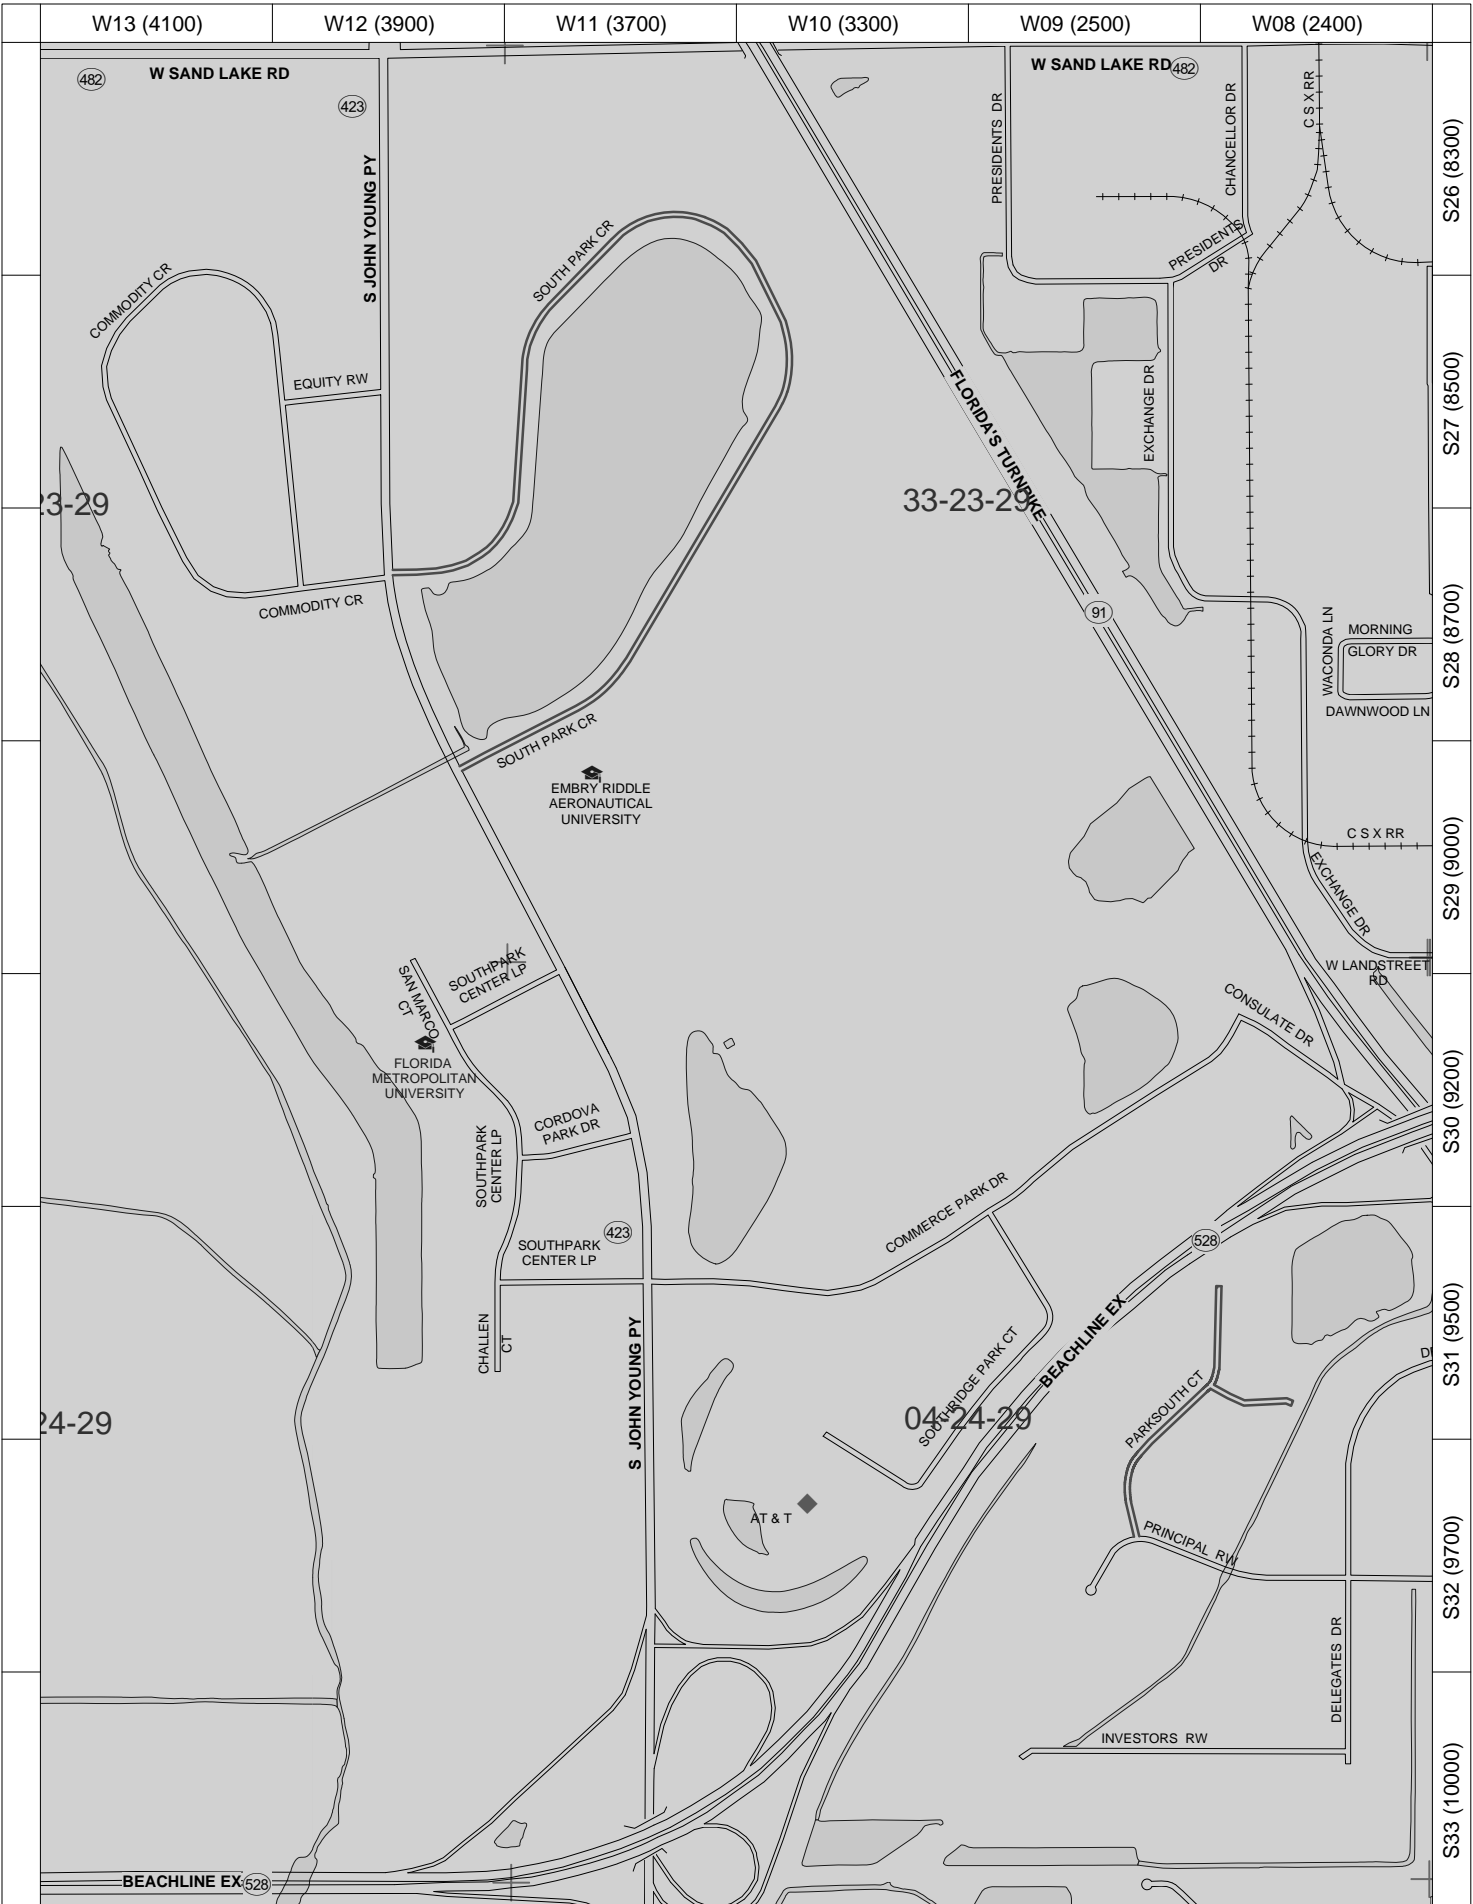 W13 (4100)
W12 (3900)
W11 (3700)
W10 (3300)
W09 (2500)
W08 (2400)
482
W SAND LAKE RD
423
S JOHN YOUNG PY
W SAND LAKE RD
482
PRESIDENTS DR
CHANCELLOR DR
C S X RR
S26 (8300)
SOUTH PARK CR
COMMODITY CR
PRESIDENTS
DR
EQUITY RW
FLORIDA'S TURNPIKE
EXCHANGE DR
S27 (8500)
23-29
33-23-29
COMMODITY CR
91
WACONDA LN
MORNING
GLORY DR
DAWNWOOD LN
S28 (8700)
SOUTH PARK CR
EMBRY RIDDLE
AERONAUTICAL
UNIVERSITY
C S X RR
EXCHANGE DR
S29 (9000)
SOUTHPARK
CENTER LP
SAN MARCO
CT
W LANDSTREET
RD
CONSULATE DR
FLORIDA
METROPOLITAN
UNIVERSITY
CORDOVA
PARK DR
SOUTHPARK
CENTER LP
S30 (9200)
COMMERCE PARK DR
423
SOUTHPARK
CENTER LP
528
CHALLEN
CT
S JOHN YOUNG PY
SOUTHRIDGE PARK CT
BEACHLINE EX
S31 (9500)
DE
PARKSOUTH CT
24-29
04-24-29
AT & T
PRINCIPAL RW
S32 (9700)
DELEGATES DR
INVESTORS RW
S33 (10000)
BEACHLINE EX
528